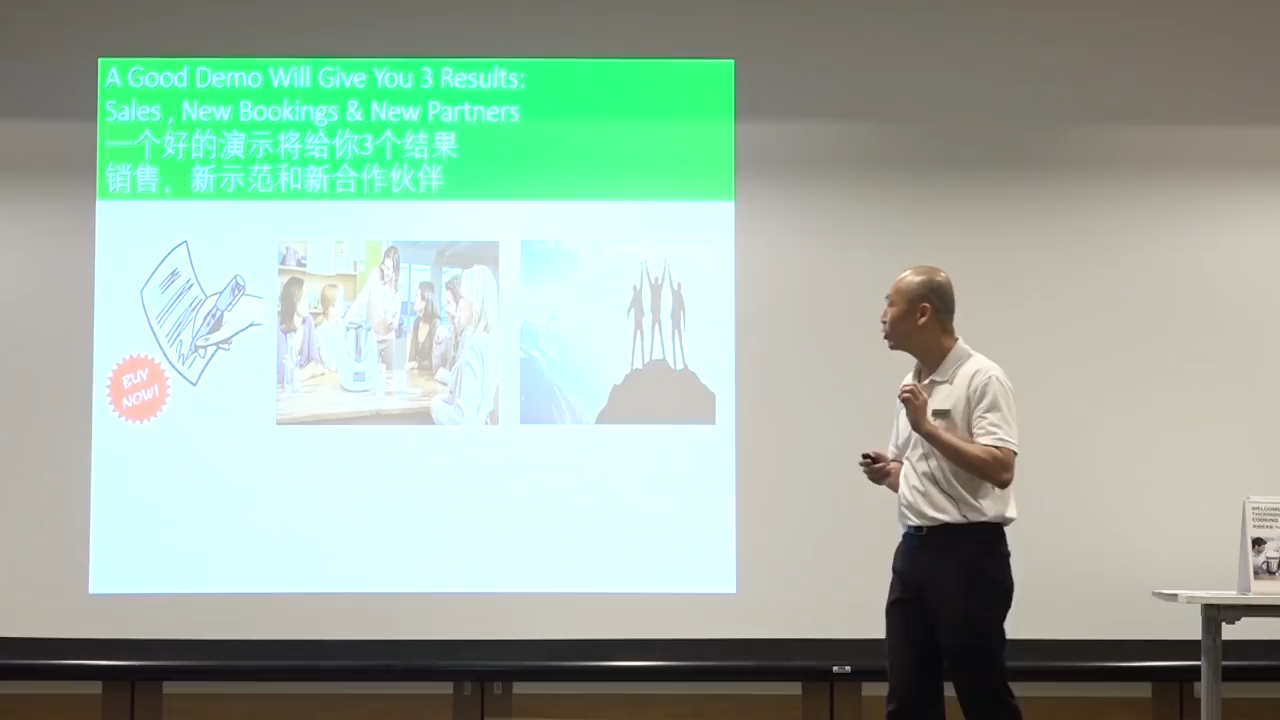 A Good Demo Will Give You 3 Results:
Sales , New Bookings & New Partners
一个好的演示将给你3个结果
销售，新示范和新合作伙伴
BUY
NOW!
WELCOME
COOKING